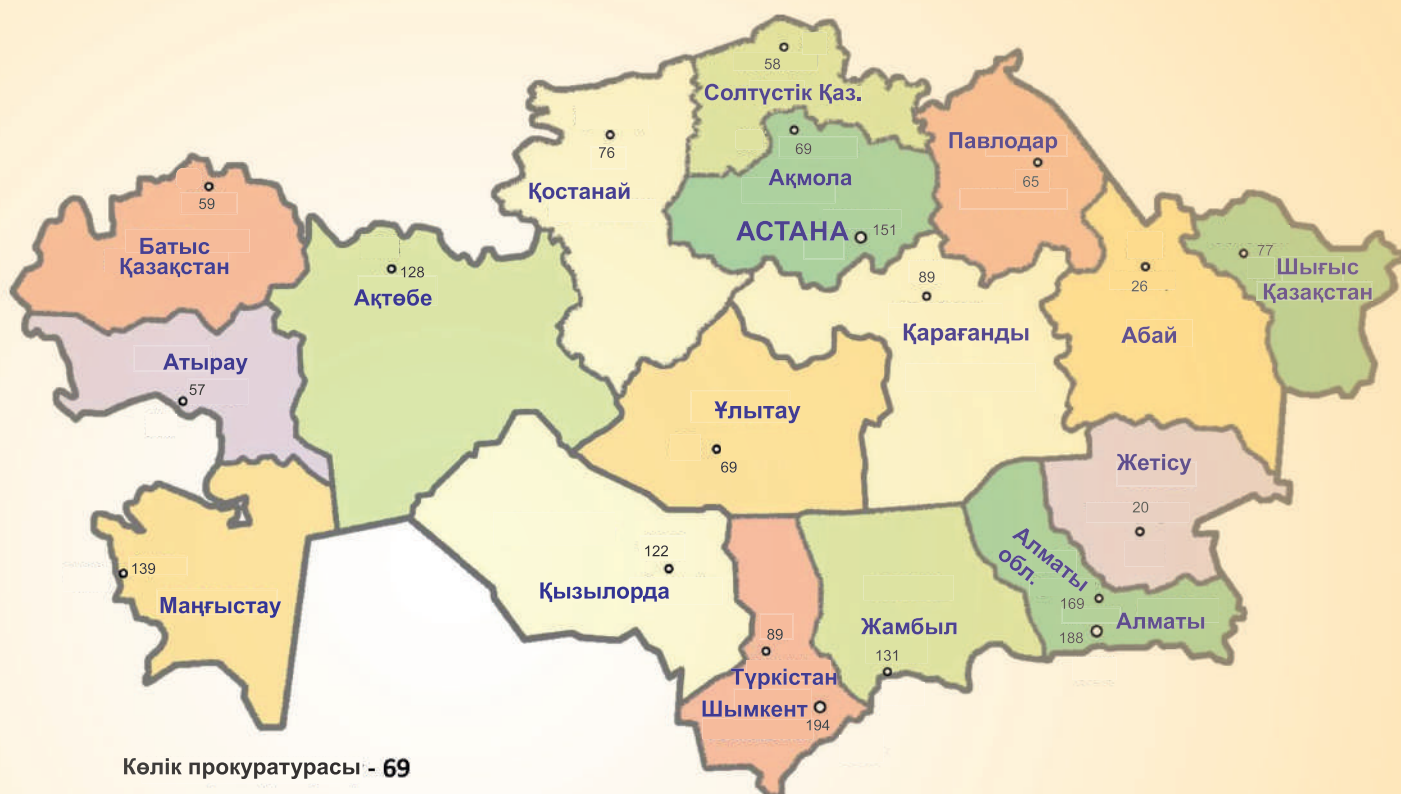 58
Солтүстік Қаз.
69
Ақмола
АСТАНА
151
76
Қостанай
Павлодар
65
59
Батыс
Қазақстан
128
Ақтөбе
89
Қарағанды
26
Абай
77
Шығыс
Қазақстан
Атырау
57
Ұлытау
69
Жетісу
20
139
Маңғыстау
122
Қызылорда
89
Түркістан
Шымкент
194
Жамбыл
131
Алматы
обл.
169
188
Алматы
Көлік прокуратурасы - 69